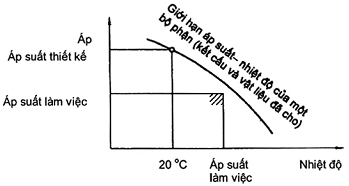 Áp
Áp suất thiết kế
Áp suất làm việc
Giới hạn áp suất– nhiệt độ của một
bộ phận (kết cấu và vật liệu đã cho)
20 °C
Áp suất
làm việc
Nhiệt độ